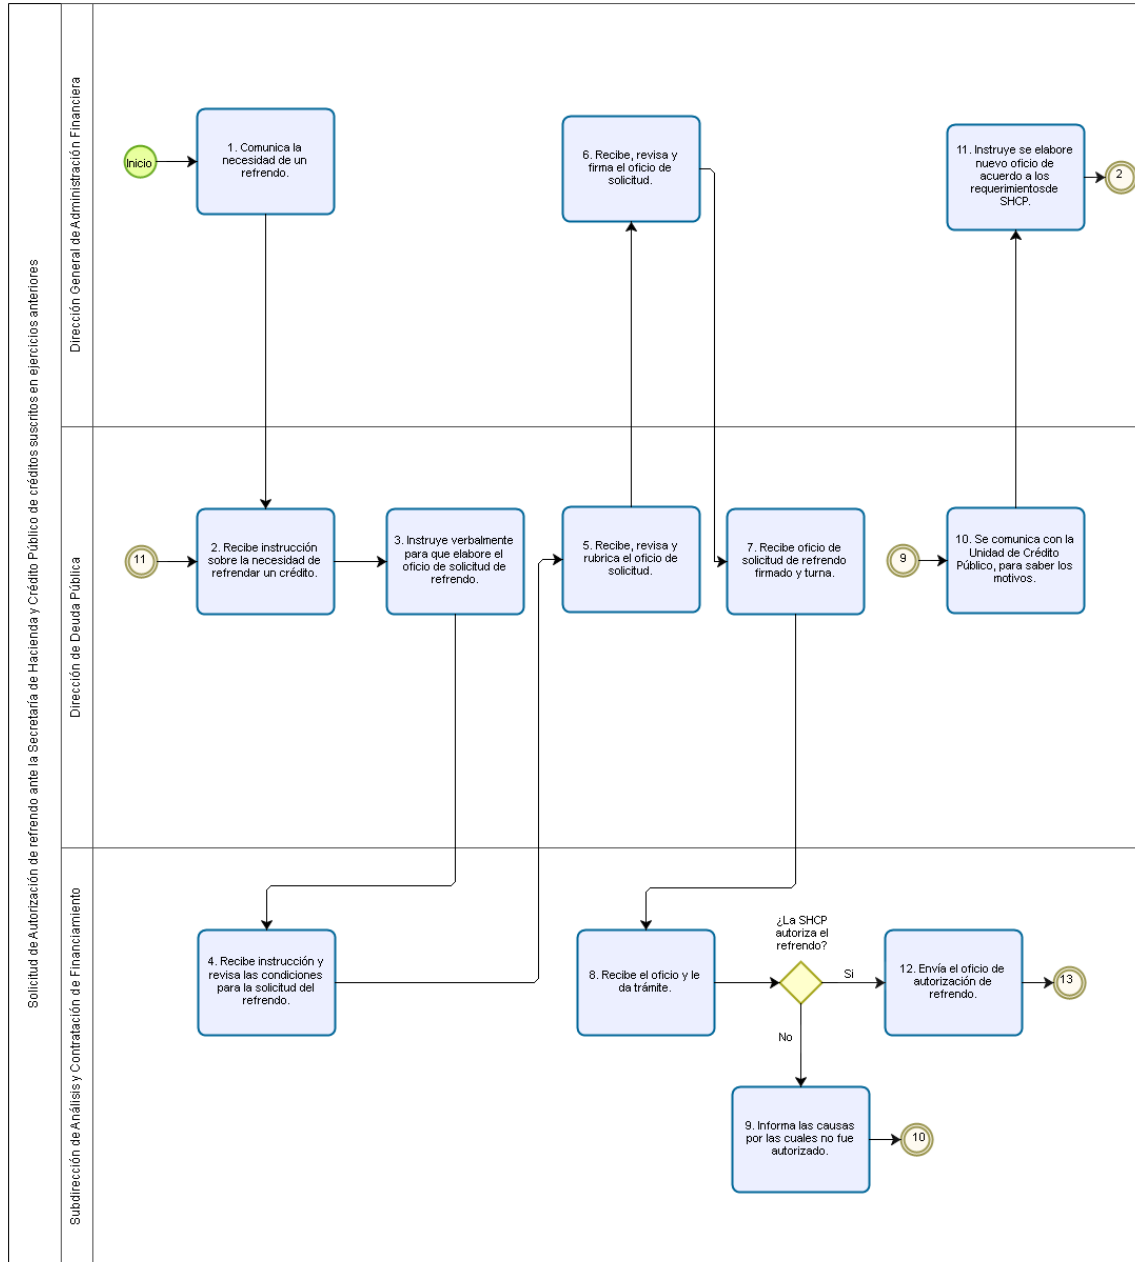 Solicitud de Autorización de refrendo ante la Secretaría de Hacienda y Crédito Público de créditos suscritos en ejercicios anteriores
Dirección General de Administración Financiera
Inicio
1. Comunica la
necesidad de un
refrendo.
6. Recibe, revisa y
firma el oficio de
solicitud.
11. Instruye se elabore
nuevo oficio de
acuerdo a los
requerimientosde
SHCP.
2
Dirección de Deuda Pública
11
2. Recibe instrucción
sobre la necesidad de
refrendar un crédito.
3. Instruye verbalmente
para que elabore el
oficio de solicitud de
refrendo.
5. Recibe, revisa y
rubrica el oficio de
solicitud.
7. Recibe oficio de
solicitud de refrendo
firmado y turna.
9
10. Se comunica con la
Unidad de Crédito
Público, para saber los
motivos.
Subdirección de Análisis y Contratación de Financiamiento
4. Recibe instrucción y
revisa las condiciones
para la solicitud del
refrendo.
8. Recibe el oficio y le
da trámite.
¿La SHCP
autoriza el
refrendo?
Si
12. Envía el oficio de
autorización de
refrendo.
13
No
9. Informa las causas
por las cuales no fue
autorizado.
10